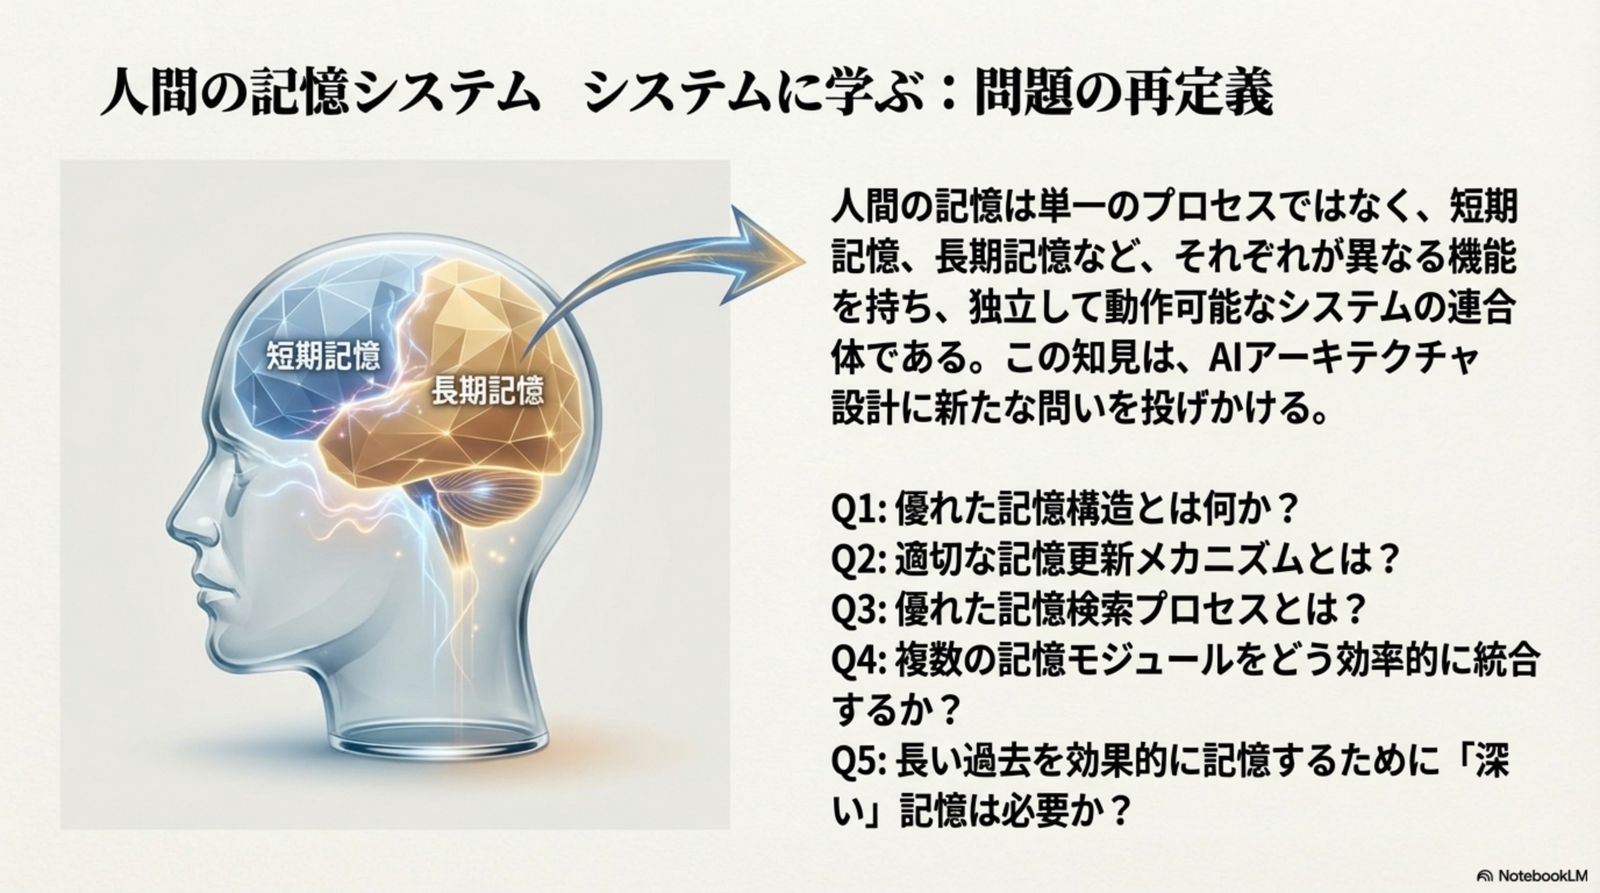 人間の記憶システム システムに学ぶ：問題の再定義
短期記憶
長期記憶
人間の記憶は単一のプロセスではなく、短期
記憶、長期記憶など、それぞれが異なる機能
を持ち、独立して動作可能なシステムの連合
体である。この知見は、AIアーキテクチャ
設計に新たな問いを投げかける。
Q1: 優れた記憶構造とは何か？
Q2: 適切な記憶更新メカニズムとは？
Q3: 優れた記憶検索プロセスとは？
Q4: 複数の記憶モジュールをどう効率的に統合
するか？
Q5: 長い過去を効果的に記憶するために「深
い」記憶は必要か？
NotebookLM